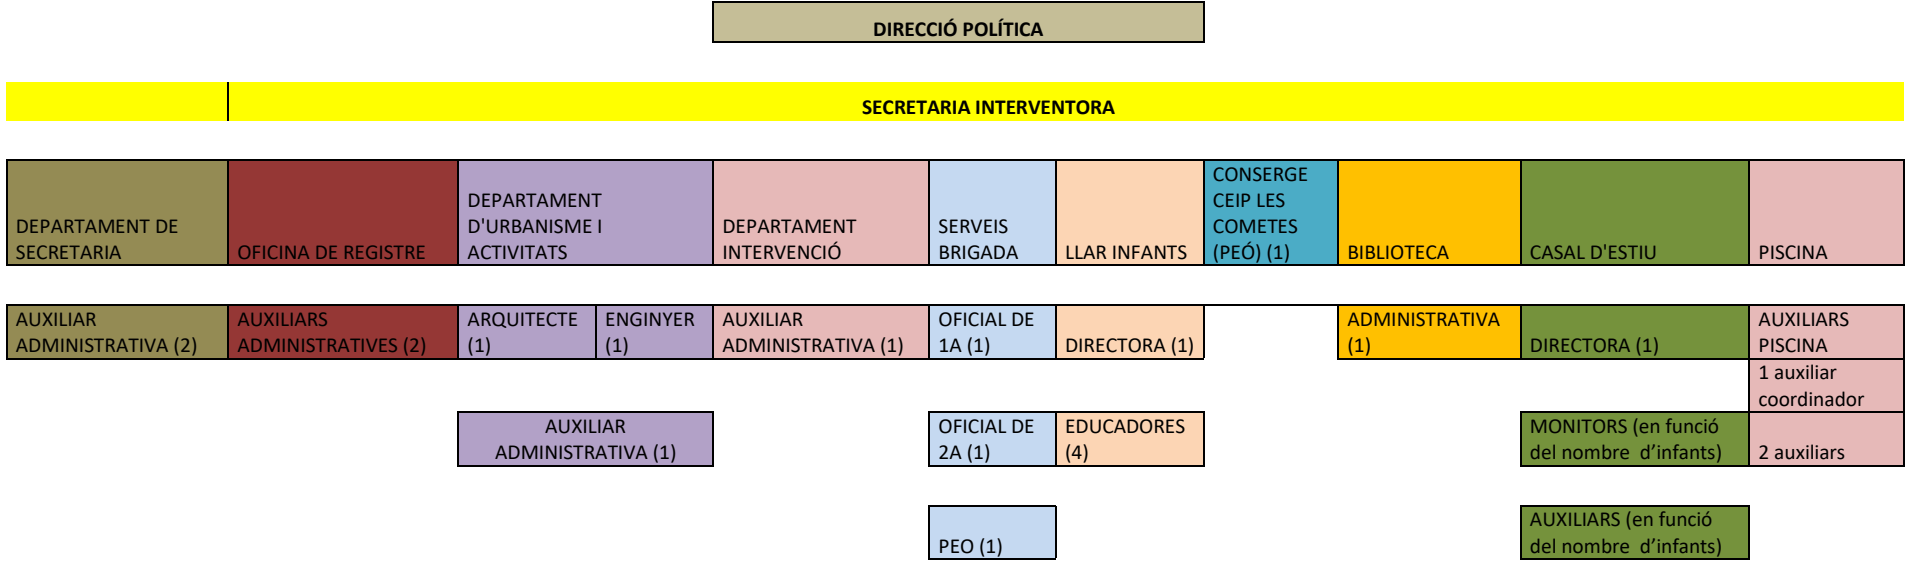 DIRECCIÓ POLÍTICA
SECRETARIA INTERVENTORA
DEPARTAMENT DE
SECRETARIA
OFICINA DE REGISTRE
DEPARTAMENT
D'URBANISME I
ACTIVITATS
DEPARTAMENT
INTERVENCIÓ
SERVEIS
BRIGADA
LLAR INFANTS
CONSERGE
CEIP LES
COMETES
(PEÓ) (1)
BIBLIOTECA
CASAL D'ESTIU
PISCINA
AUXILIAR
ADMINISTRATIVA (2)
AUXILIARS
ADMINISTRATIVES (2)
ARQUITECTE
(1)
ENGINYER
(1)
AUXILIAR
ADMINISTRATIVA (1)
OFICIAL DE
1A (1)
DIRECTORA (1)
ADMINISTRATIVA
(1)
DIRECTORA (1)
AUXILIARS
PISCINA
1 auxiliar
coordinador
AUXILIAR
ADMINISTRATIVA (1)
OFICIAL DE
2A (1)
EDUCADORES
(4)
MONITORS (en funció
del nombre  d’infants)
2 auxiliars
PEO (1)
AUXILIARS (en funció
del nombre  d’infants)